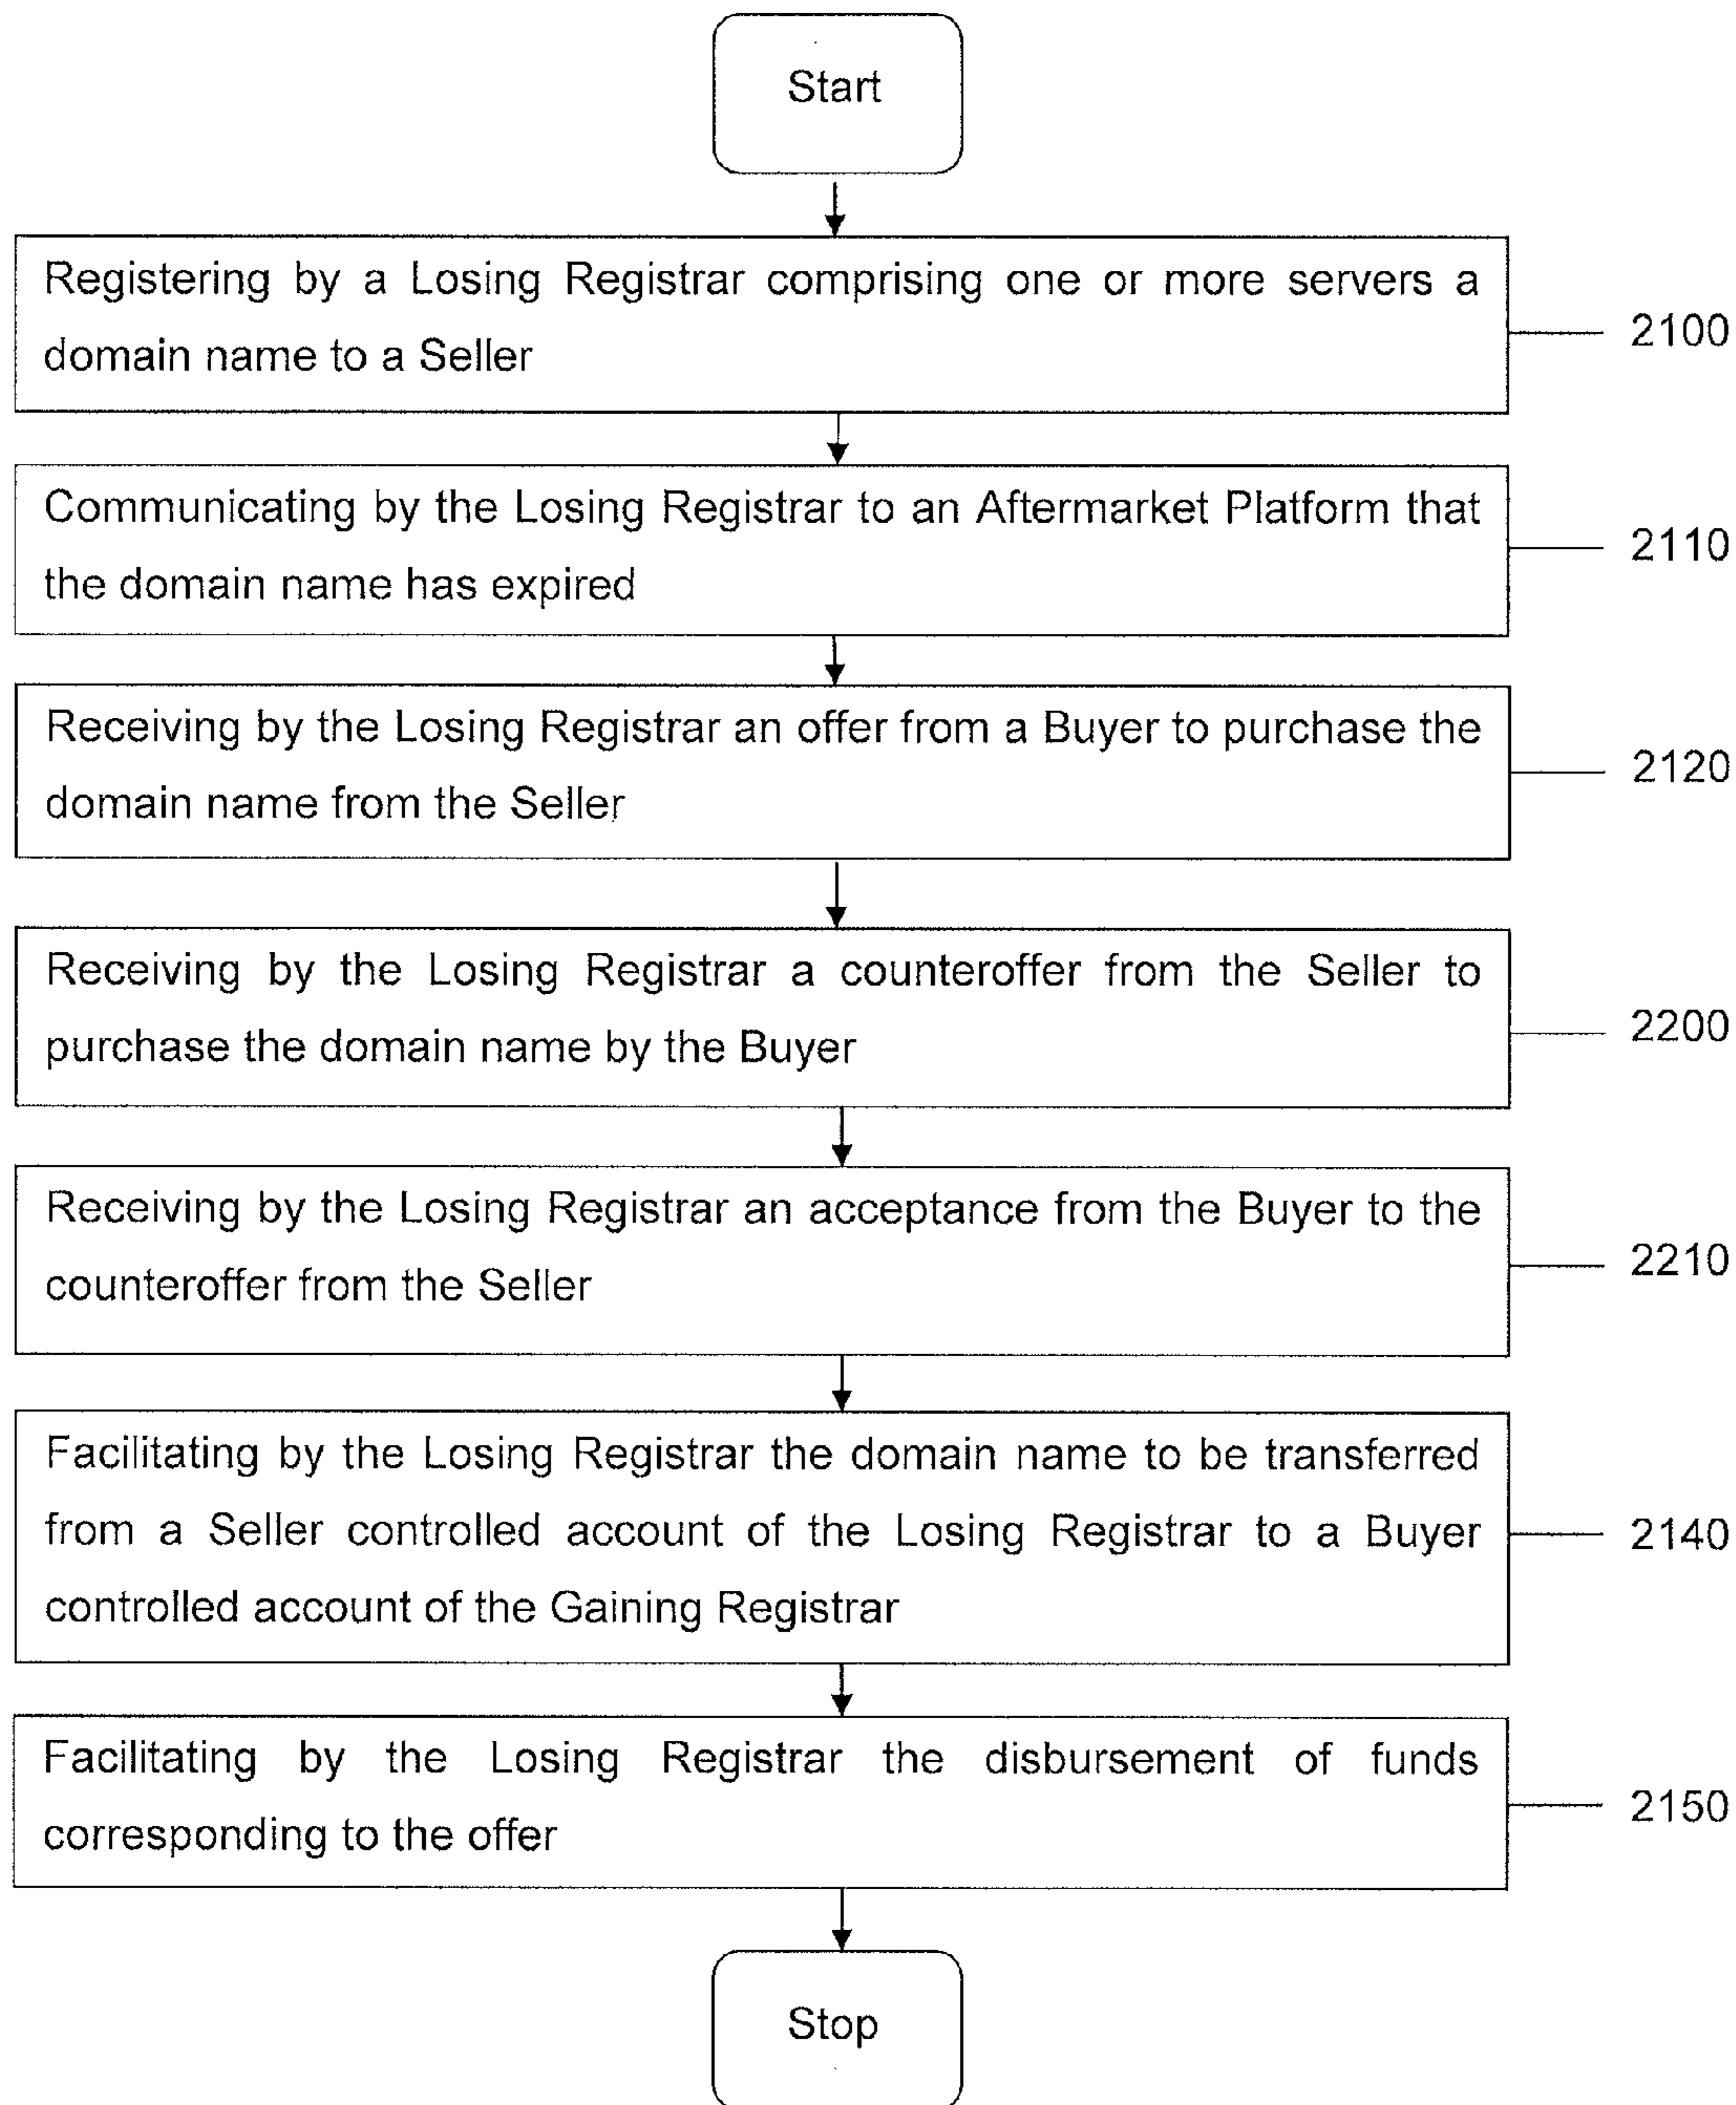 Start
Registering by a Losing Registrar comprising one or more servers a
domain name to a Seller
2100
Communicating by the Losing Registrar to an Aftermarket Platform that
the domain name has expired
2110
Receiving by the Losing Registrar an offer from a Buyer to purchase the
domain name from the Seller
2120
Receiving by the Losing Registrar a counteroffer from the Seller to
purchase the domain name by the Buyer
2200
Receiving by the Losing Registrar an acceptance from the Buyer to the
counteroffer from the Seller
2210
Facilitating by the Losing Registrar the domain name to be transferred
from a Seller controlled account of the Losing Registrar to a Buyer
controlled account of the Gaining Registrar
2140
Facilitating by the Losing Registrar the disbursement of funds
corresponding to the offer
2150
Stop